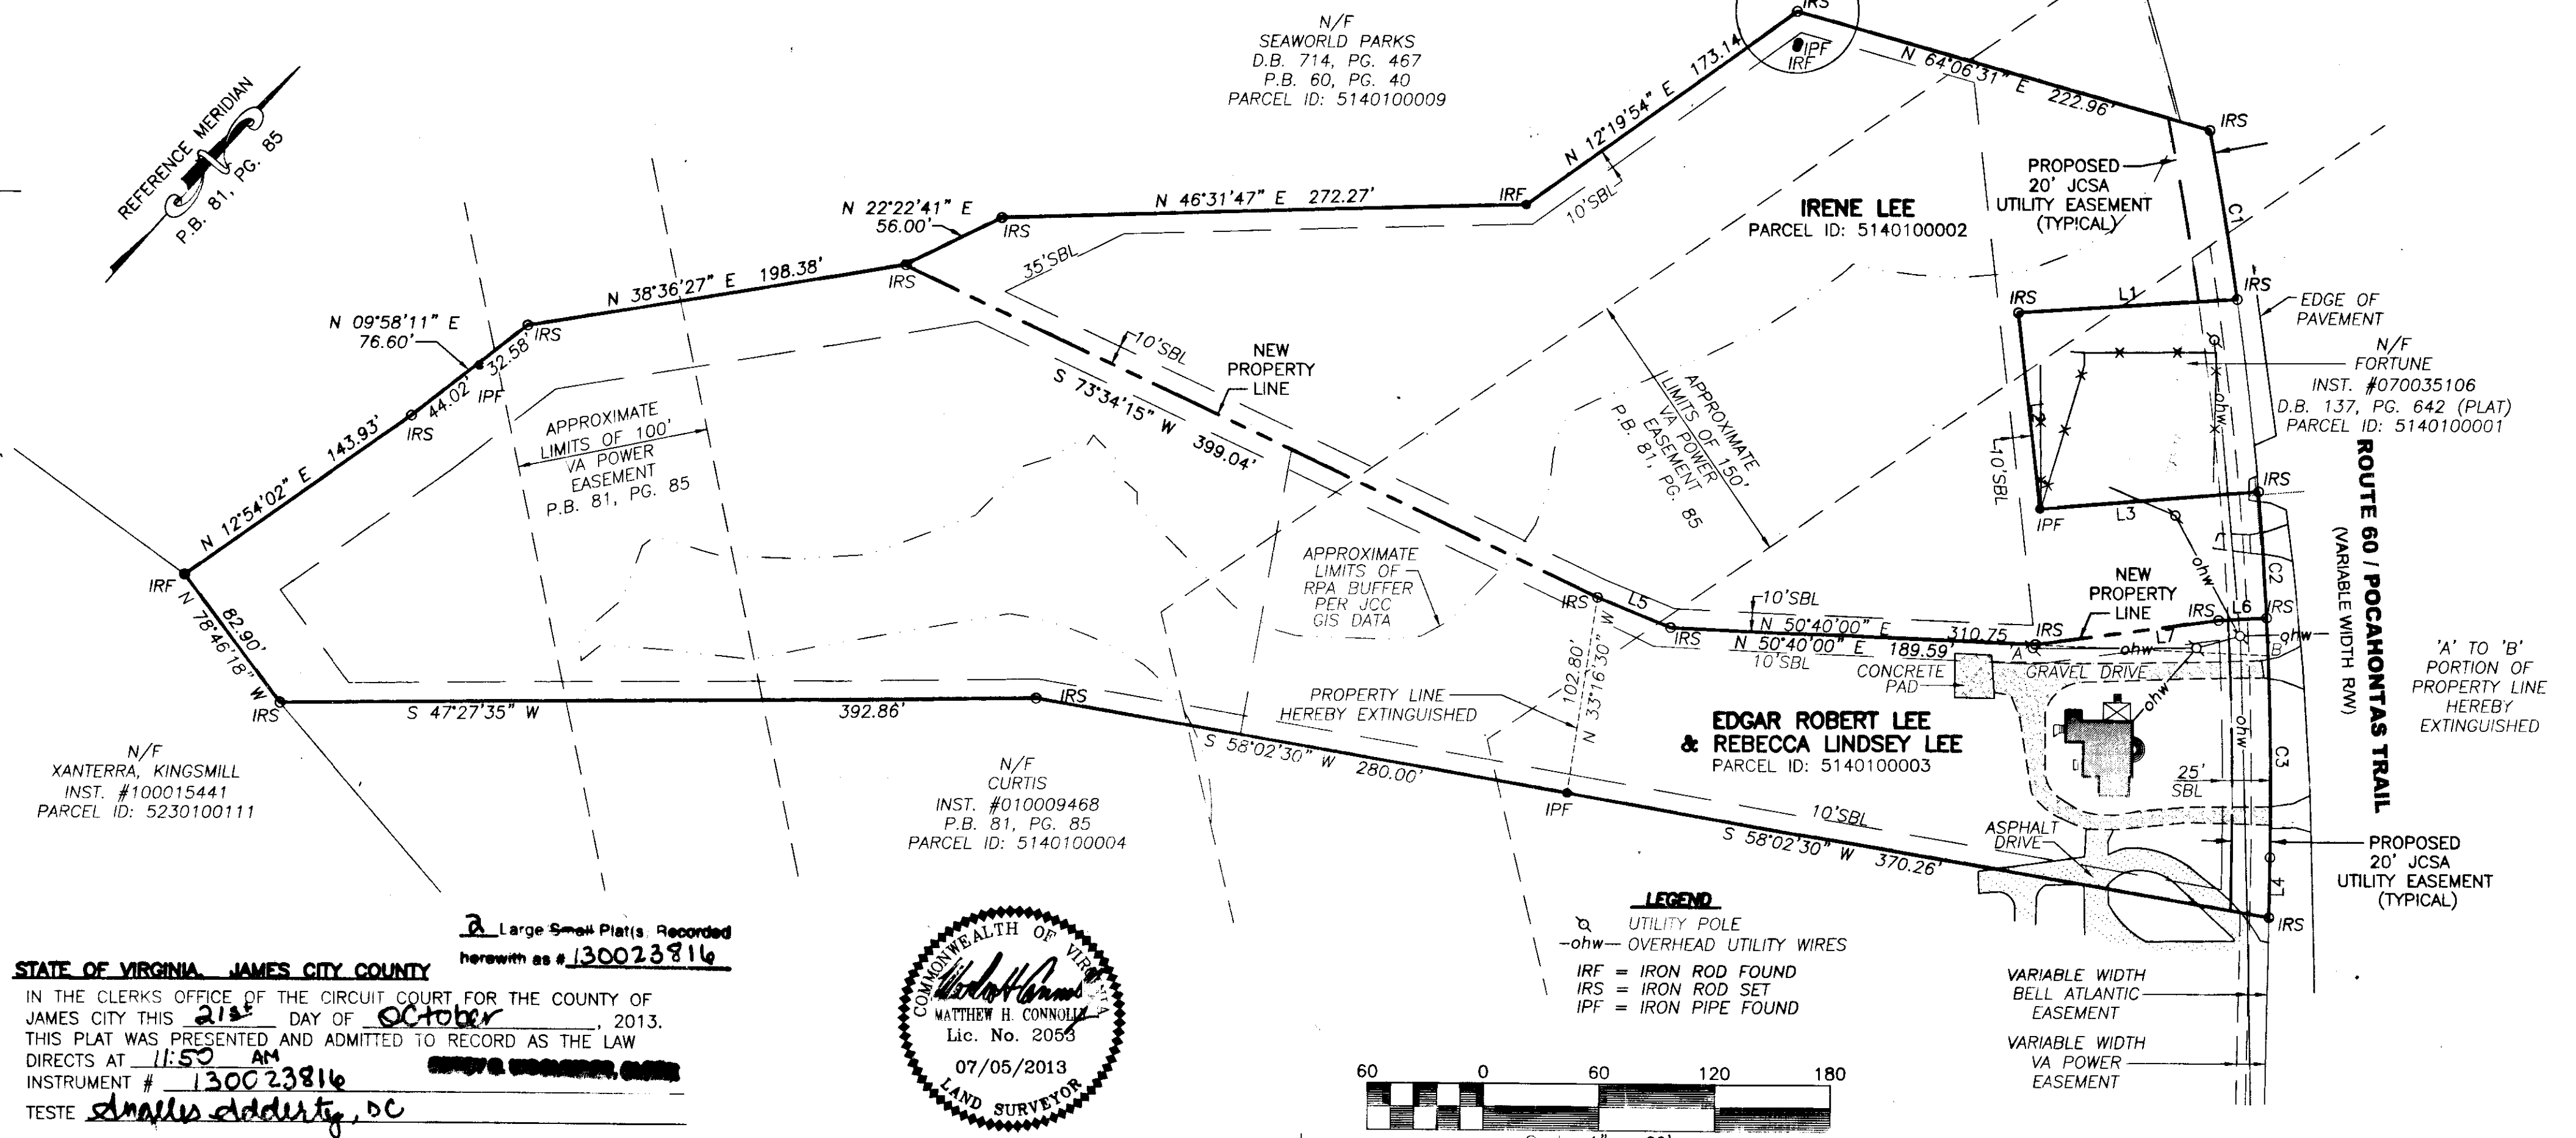 REFERENCE MERIDIAN
P.B. 81, PG. 85
N/F
SEAWORLD PARKS
D.B. 714, PG. 467
P.B. 60, PG. 40
PARCEL ID: 5140100009
IRS
IPF
IRF
N 12°19'54" E 173.14'
N 64°06'31" E 222.96'
IRS
PROPOSED
20' JCSA
UTILITY EASEMENT
(TYPICAL)
C1
IRENE LEE
PARCEL ID: 5140100002
10'SBL
IRF
N 46°31'47" E 272.27'
N 22°22'41" E
56.00'
IRS
35'SBL
IRS
N 38°36'27" E 198.38'
N 09°58'11" E
76.60'
IRS
32.58'
IPF
44.02'
IRS
N 12°54'02" E 143.93'
IRF
N 78°46'18" W
82.90'
IRS
APPROXIMATE
LIMITS OF 100'
VA POWER
EASEMENT
P.B. 81, PG. 85
10'SBL
NEW
PROPERTY
LINE
S 73°34'15" W 399.04'
APPROXIMATE
LIMITS OF 150'
VA POWER
EASEMENT
P.B. 81, PG. 85
IRS
L1
IRS
EDGE OF
PAVEMENT
N/F
FORTUNE
INST. #070035106
D.B. 137, PG. 642 (PLAT)
PARCEL ID: 5140100001
L2
10'SBL
ohw
IPF
L3
IRS
ROUTE 60 / POCAHONTAS TRAIL
(VARIABLE WIDTH R/W)
APPROXIMATE
LIMITS OF
RPA BUFFER
PER JCC
GIS DATA
ohw
C2
NEW
PROPERTY
LINE
IRS
L6
IRS
IRS
L5
IRS
10'SBL
N 50°40'00" E 310.75
N 50°40'00" E 189.59'
10'SBL
IRS
'A'
L7
ohw
ohw
'B'
'A' TO 'B'
PORTION OF
PROPERTY LINE
HEREBY
EXTINGUISHED
CONCRETE
PAD
GRAVEL DRIVE
ohw
ohw
102.80'
N 33°16'30" W
PROPERTY LINE
HEREBY EXTINGUISHED
EDGAR ROBERT LEE
& REBECCA LINDSEY LEE
PARCEL ID: 5140100003
C3
25'
SBL
S 47°27'35" W 392.86'
IRS
S 58°02'30" W 280.00'
IPF
10'SBL
S 58°02'30" W 370.26'
ASPHALT
DRIVE
L4
IRS
PROPOSED
20' JCSA
UTILITY EASEMENT
(TYPICAL)
N/F
XANTERRA, KINGSMILL
INST. #100015441
PARCEL ID: 5230100111
N/F
CURTIS
INST. #010009468
P.B. 81, PG. 85
PARCEL ID: 5140100004
VARIABLE WIDTH
BELL ATLANTIC
EASEMENT
VARIABLE WIDTH
VA POWER
EASEMENT
LEGEND
UTILITY POLE
-ohw- OVERHEAD UTILITY WIRES
IRF = IRON ROD FOUND
IRS = IRON ROD SET
IPF = IRON PIPE FOUND
60 0 60 120 180
COMMONWEALTH OF VIRGINIA
MATTHEW H. CONNOLLY
Lic. No. 2053
07/05/2013
LAND SURVEYOR
2 Large Small Plat(s) Recorded
herewith as # 130023816
STATE OF VIRGINIA, JAMES CITY COUNTY
IN THE CLERKS OFFICE OF THE CIRCUIT COURT FOR THE COUNTY OF
JAMES CITY THIS 21st DAY OF October, 2013.
THIS PLAT WAS PRESENTED AND ADMITTED TO RECORD AS THE LAW
DIRECTS AT 11:50 AM
INSTRUMENT # 130023816
TESTE